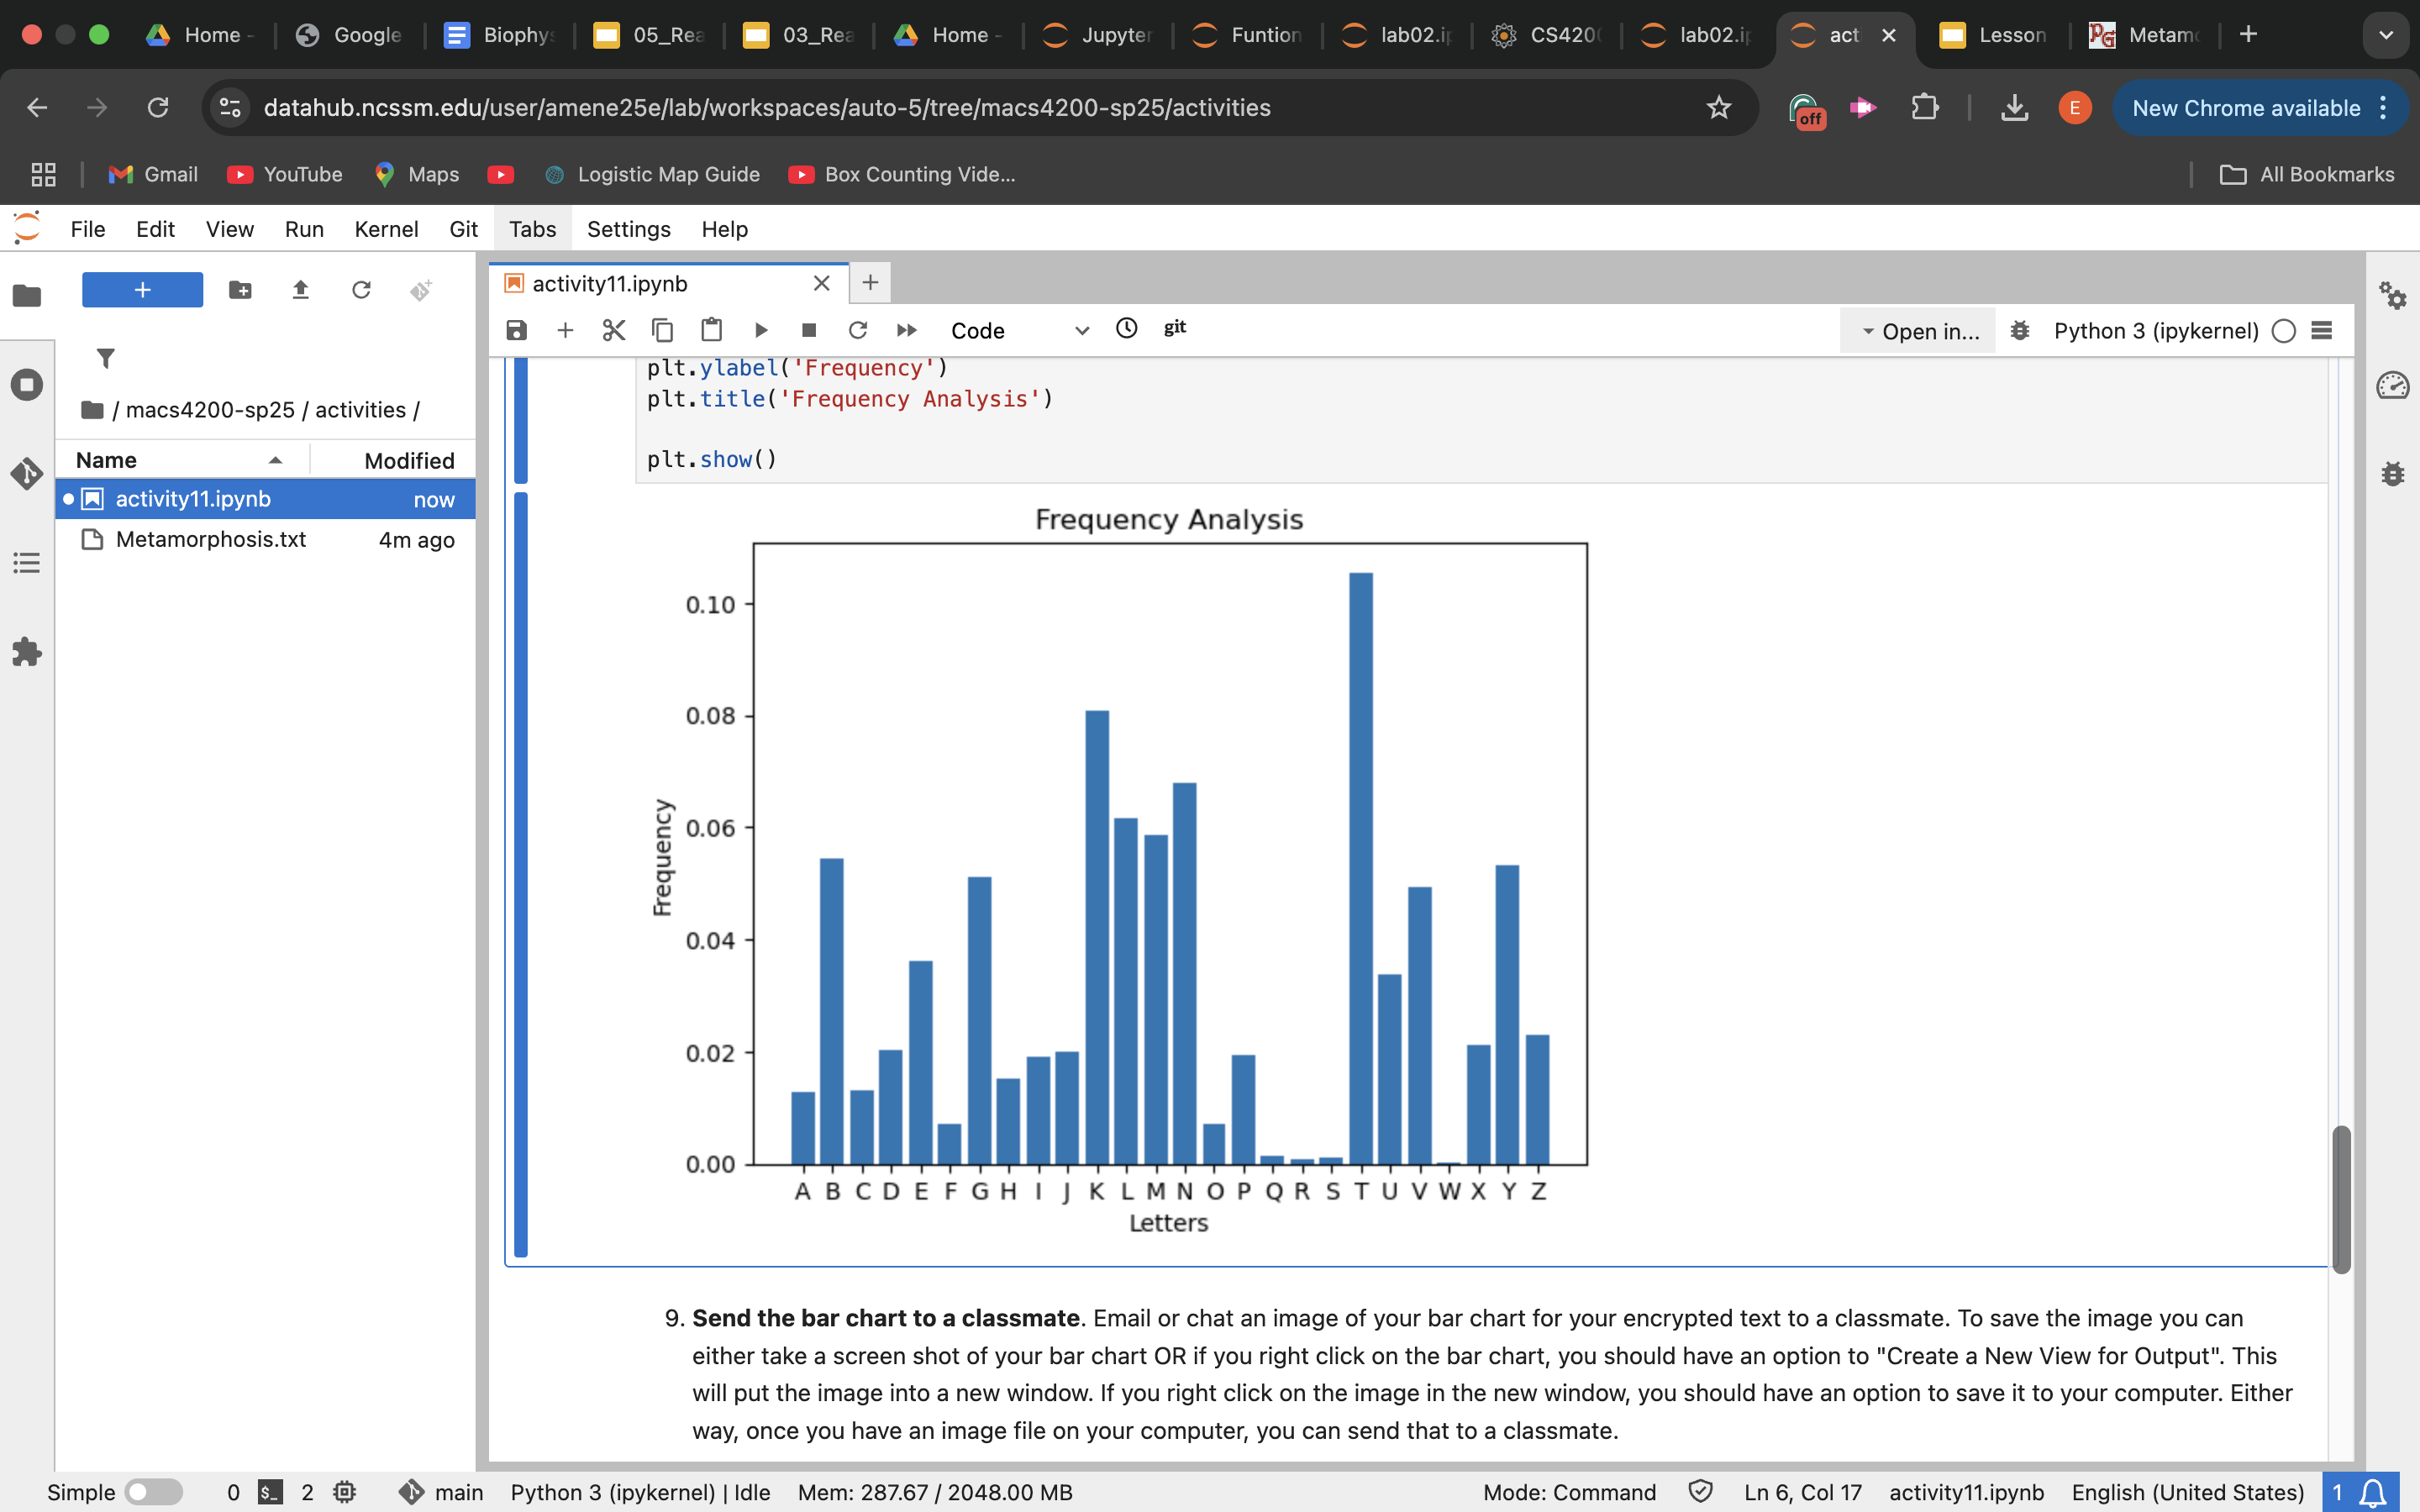 Home -
Google
Biophys
05_Rea
03_Rea
Home -
Jupyter
Funtion
lab02.ip
CS420
lab02.ip
act
Lesson
Metamo
datahub.ncssm.edu/user/amene25e/lab/workspaces/auto-5/tree/macs4200-sp25/activities
off
E
New Chrome available
Gmail
YouTube
Maps
Logistic Map Guide
Box Counting Vide...
All Bookmarks
File Edit View Run Kernel Git Tabs Settings Help
activity11.ipynb
Code
git
Open in...
Python 3 (ipykernel)
/ macs4200-sp25 / activities /
Name Modified
activity11.ipynb now
Metamorphosis.txt 4m ago
plt.ylabel('Frequency')
plt.title('Frequency Analysis')
plt.show()
Frequency Analysis
0.10
0.08
0.06
0.04
0.02
0.00
Frequency
A B C D E F G H I J K L M N O P Q R S T U V W X Y Z
Letters
9. Send the bar chart to a classmate. Email or chat an image of your bar chart for your encrypted text to a classmate. To save the image you can
either take a screen shot of your bar chart OR if you right click on the bar chart, you should have an option to "Create a New View for Output". This
will put the image into a new window. If you right click on the image in the new window, you should have an option to save it to your computer. Either
way, once you have an image file on your computer, you can send that to a classmate.
Simple 0 $_ 2 main Python 3 (ipykernel) | Idle Mem: 287.67 / 2048.00 MB Mode: Command Ln 6, Col 17 activity11.ipynb English (United States) 1